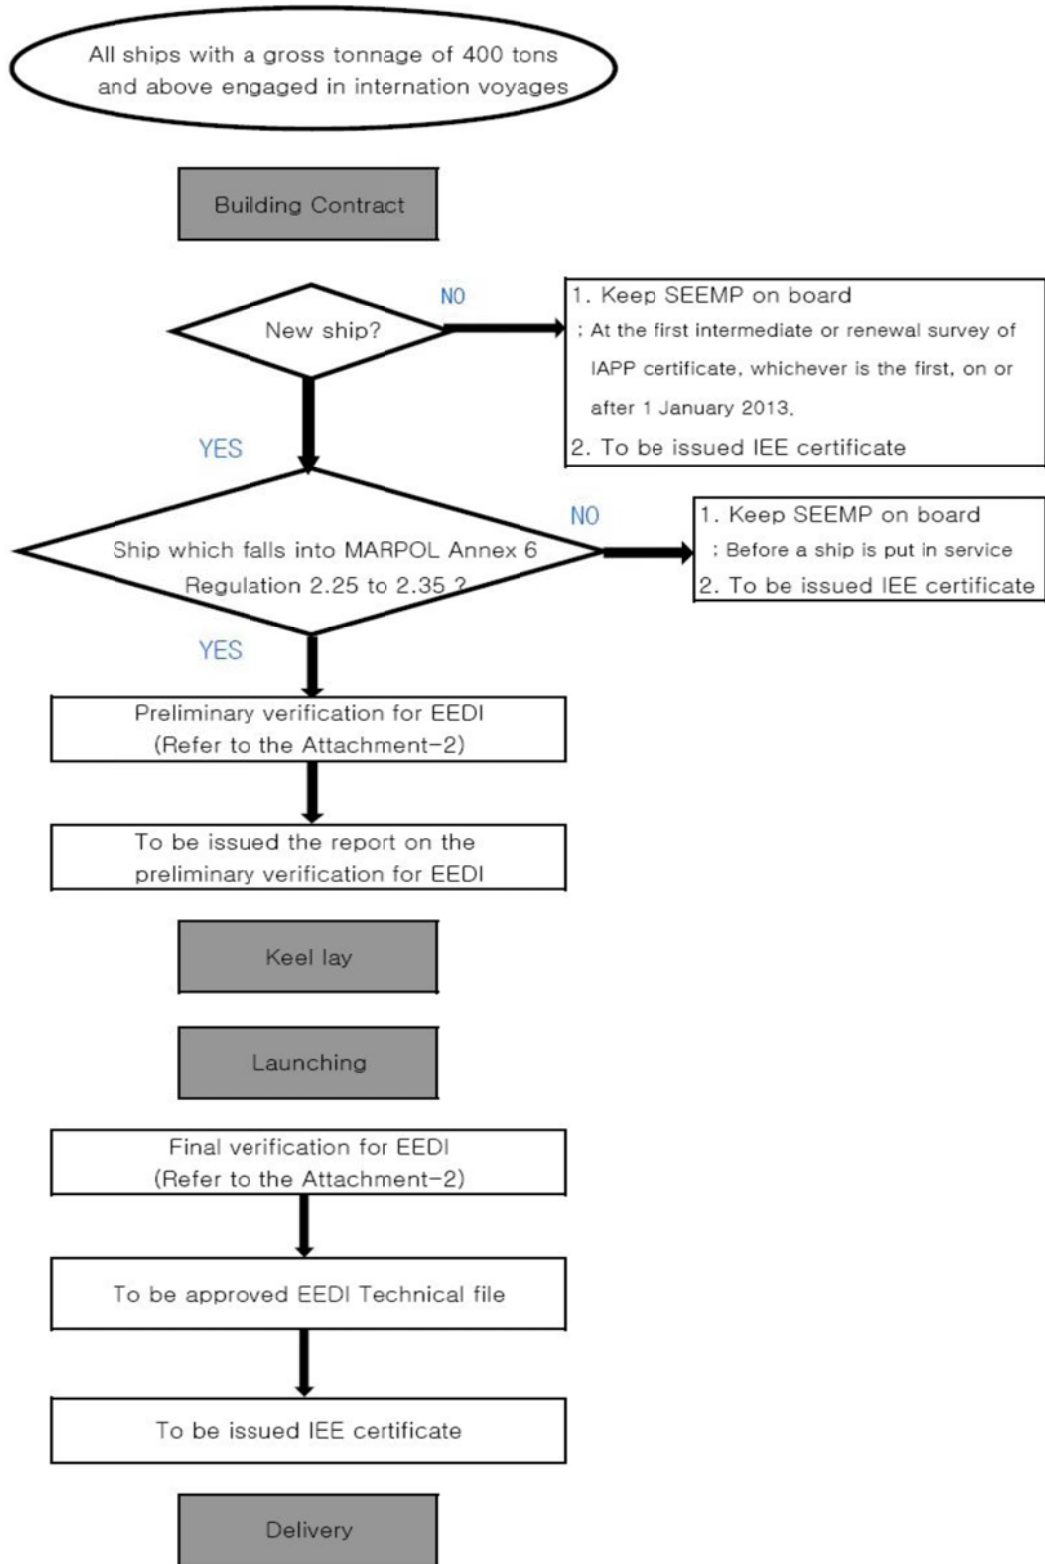 All ships with a gross tonnage of 400 tons
and above engaged in internation voyages
Building Contract
New ship?
NO
1. Keep SEEMP on board
: At the first intermediate or renewal survey of
IAPP certificate, whichever is the first, on or
after 1 January 2013.
2. To be issued IEE certificate
YES
Ship which falls into MARPOL Annex 6
Regulation 2.25 to 2.35 ?
NO
1. Keep SEEMP on board
: Before a ship is put in service
2. To be issued IEE certificate
YES
Preliminary verification for EEDI
(Refer to the Attachment-2)
To be issued the report on the
preliminary verification for EEDI
Keel lay
Launching
Final verification for EEDI
(Refer to the Attachment-2)
To be approved EEDI Technical file
To be issued IEE certificate
Delivery